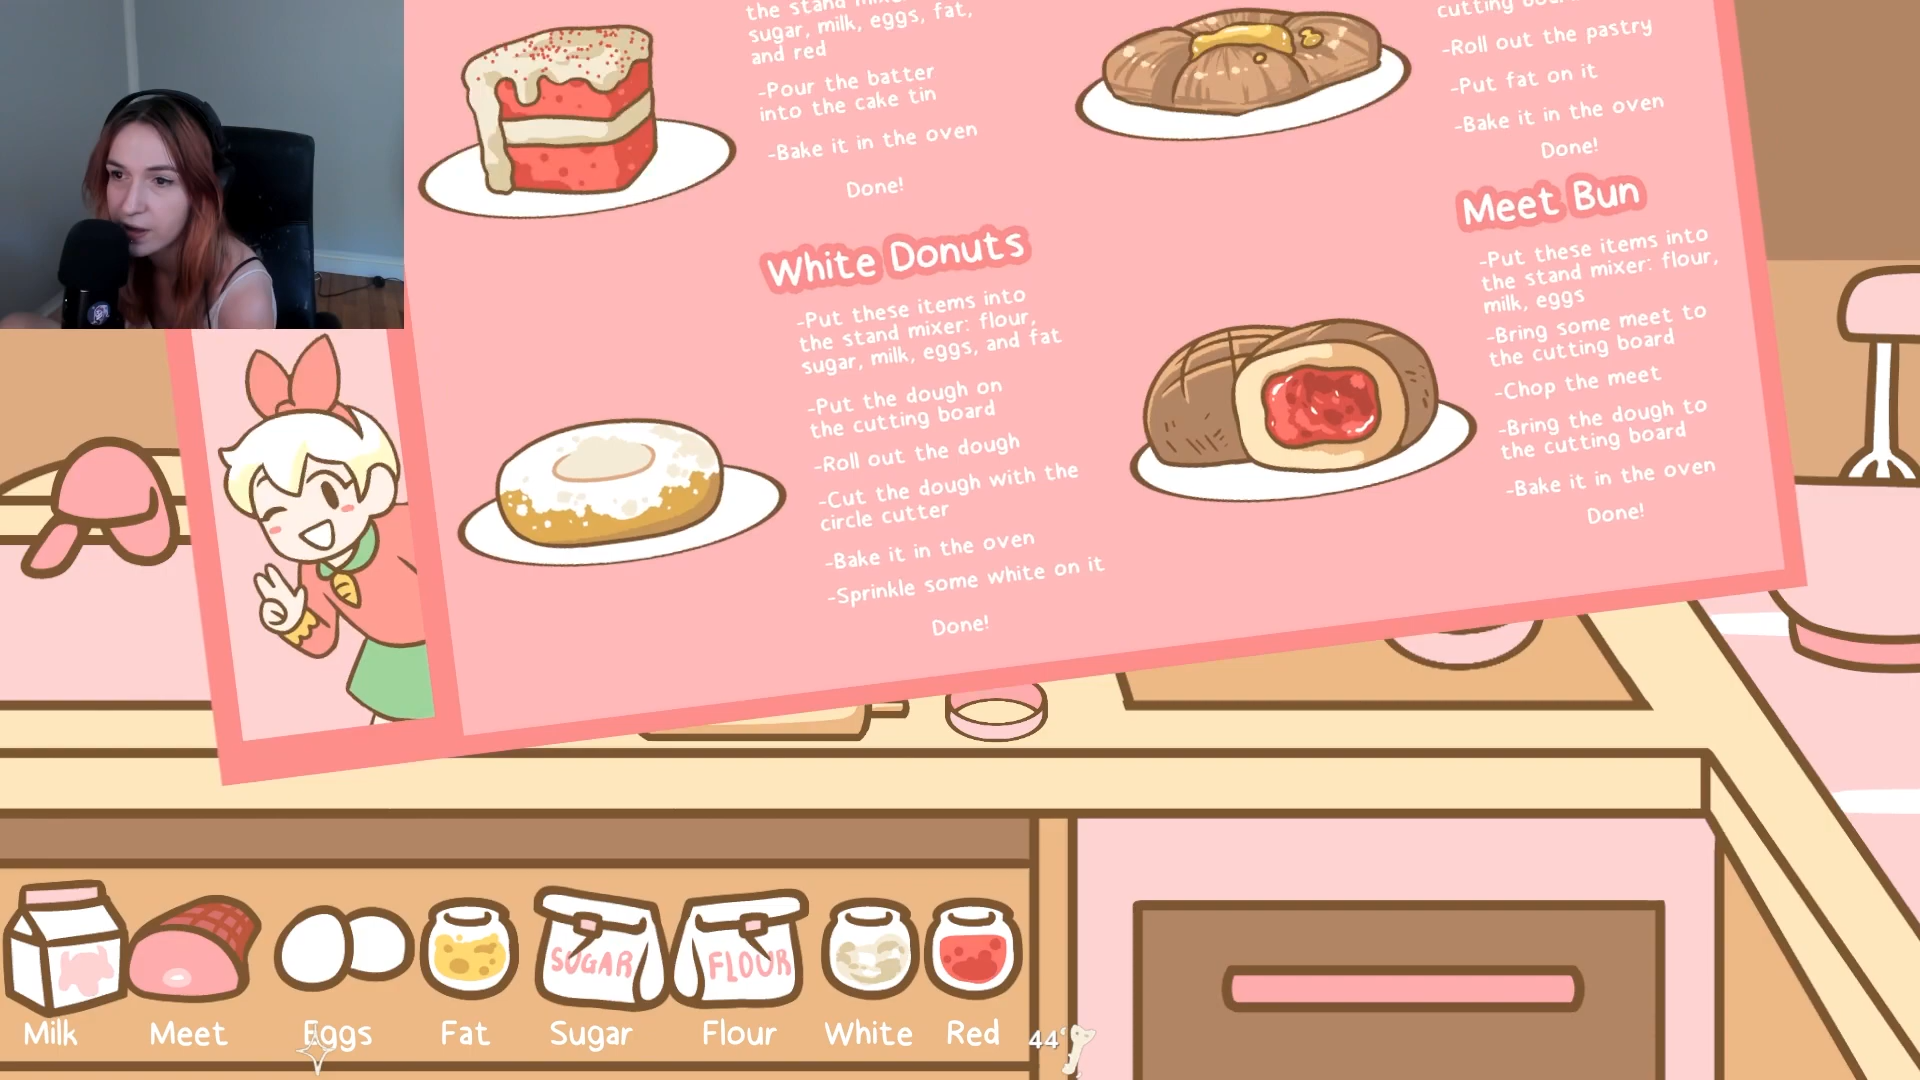 the stand mixer:
sugar, milk, eggs, fat,
and red
-Pour the batter
into the cake tin
-Bake it in the oven
Done!
White Donuts
-Put these items into
the stand mixer: flour,
sugar, milk, eggs, and fat
-Put the dough on
the cutting board
-Roll out the dough
-Cut the dough with the
circle cutter
-Bake it in the oven
-Sprinkle some white on it
Done!
cutting
-Roll out the pastry
-Put fat on it
-Bake it in the oven
Done!
Meet Bun
-Put these items into
the stand mixer: flour,
milk, eggs
-Bring some meet to
the cutting board
-Chop the meet
-Bring the dough to
the cutting board
-Bake it in the oven
Done!
SUGAR
FLOUR
Milk
Meet
Eggs
Fat
Sugar
Flour
White
Red
44